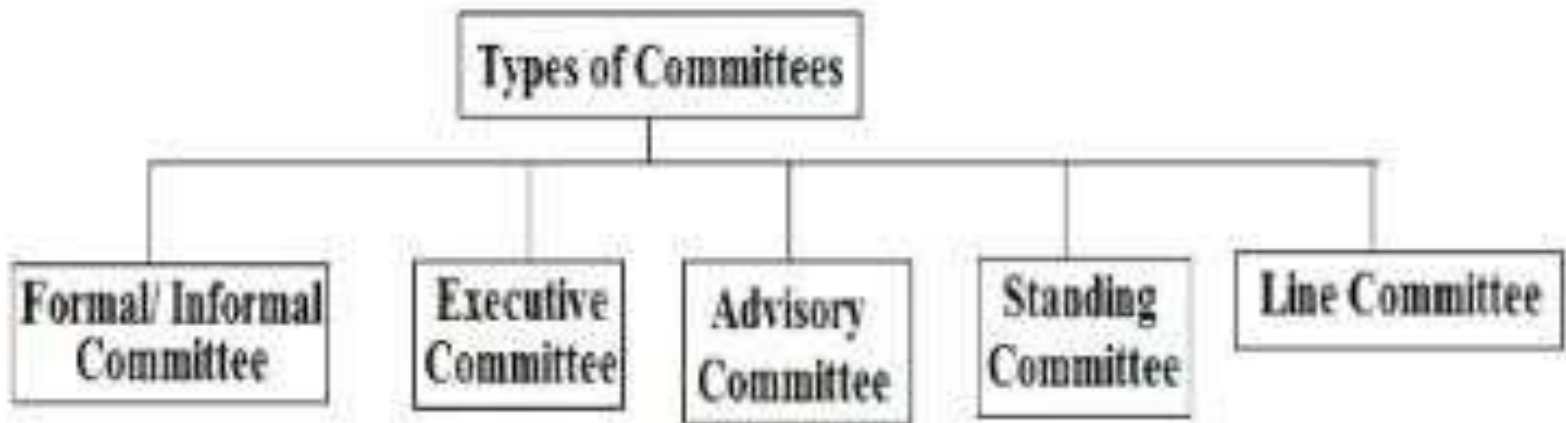 Types of Committees
Formal/ Informal
Committee
Executive
Committee
Advisory
Committee
Standing
Committee
Line Committee